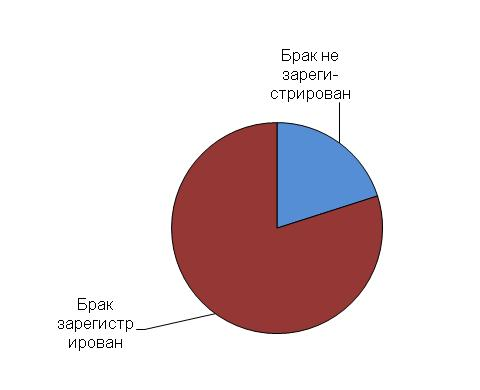 Брак не
зареги-
стрирован
Брак
зарегистр
ирован